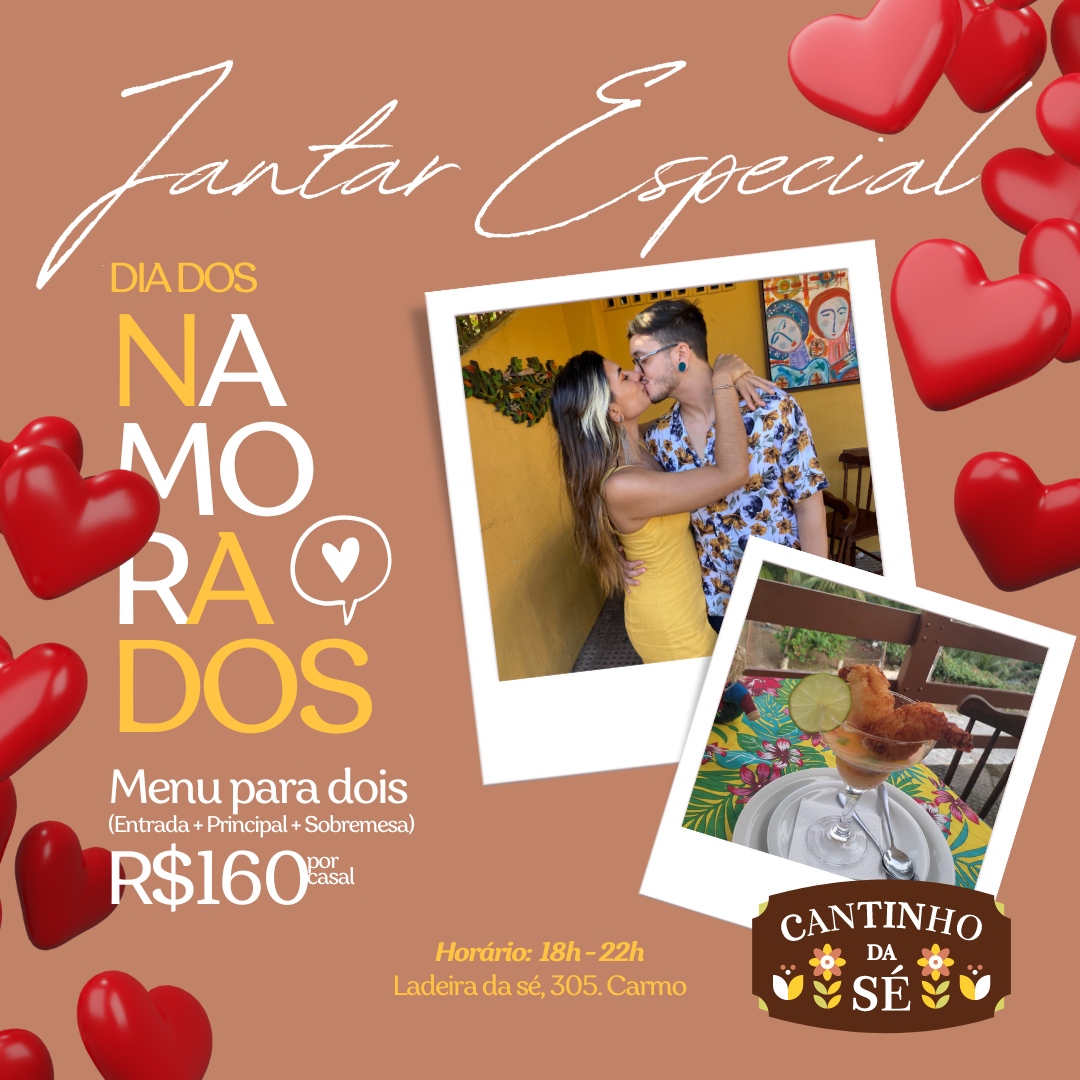 Jantar Especial
DIA DOS
NA
MO
RA
DOS
Menu para dois
(Entrada + Principal + Sobremesa)
R$160 por
casal
Horário: 18h - 22h
Ladeira da sé, 305. Carmo
CANTINHO
DA
SÉ